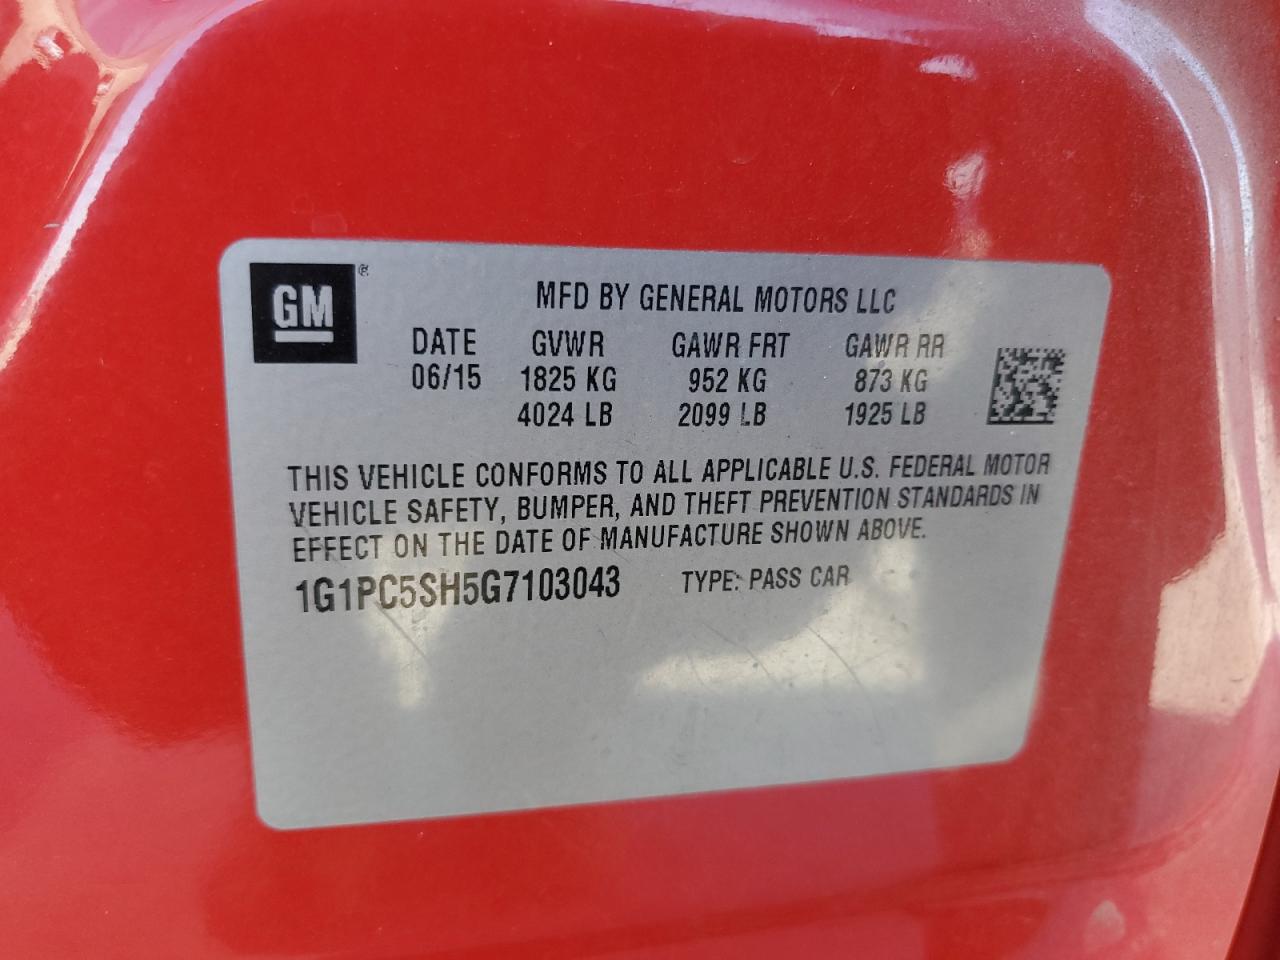 GM ®
MFD BY GENERAL MOTORS LLC
DATE GVWR GAWR FRT GAWR RR
06/15 1825 KG 952 KG 873 KG
4024 LB 2099 LB 1925 LB
THIS VEHICLE CONFORMS TO ALL APPLICABLE U.S. FEDERAL MOTOR
VEHICLE SAFETY, BUMPER, AND THEFT PREVENTION STANDARDS IN
EFFECT ON THE DATE OF MANUFACTURE SHOWN ABOVE.
1G1PC5SH5G7103043 TYPE: PASS CAR